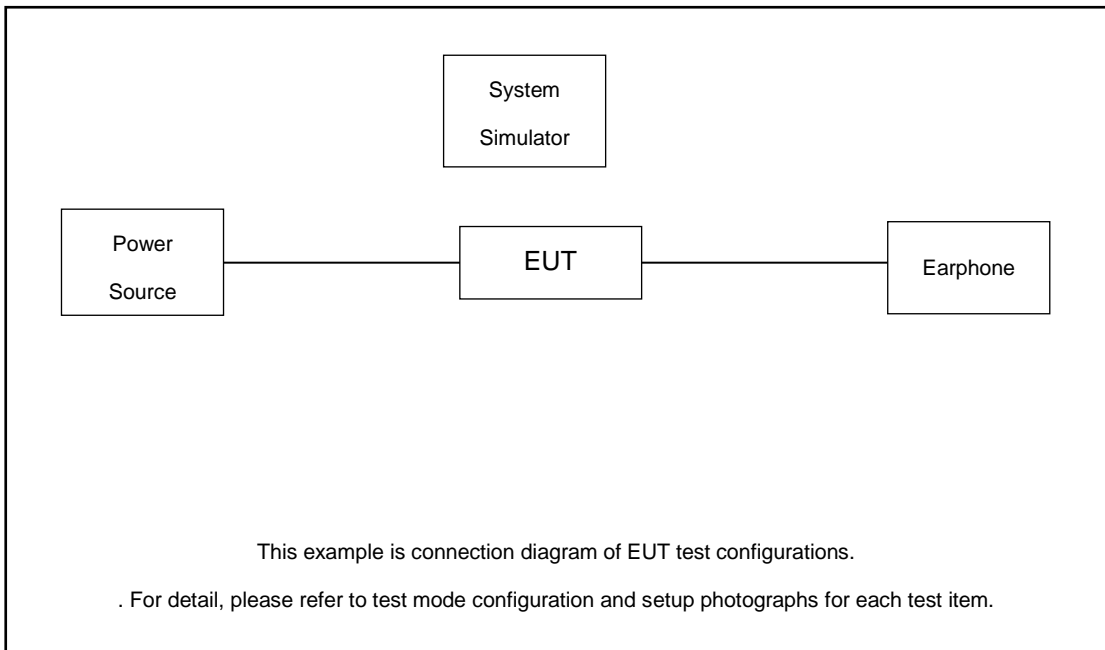 System
Simulator
Power
Source
EUT
Earphone
This example is connection diagram of EUT test configurations.
. For detail, please refer to test mode configuration and setup photographs for each test item.